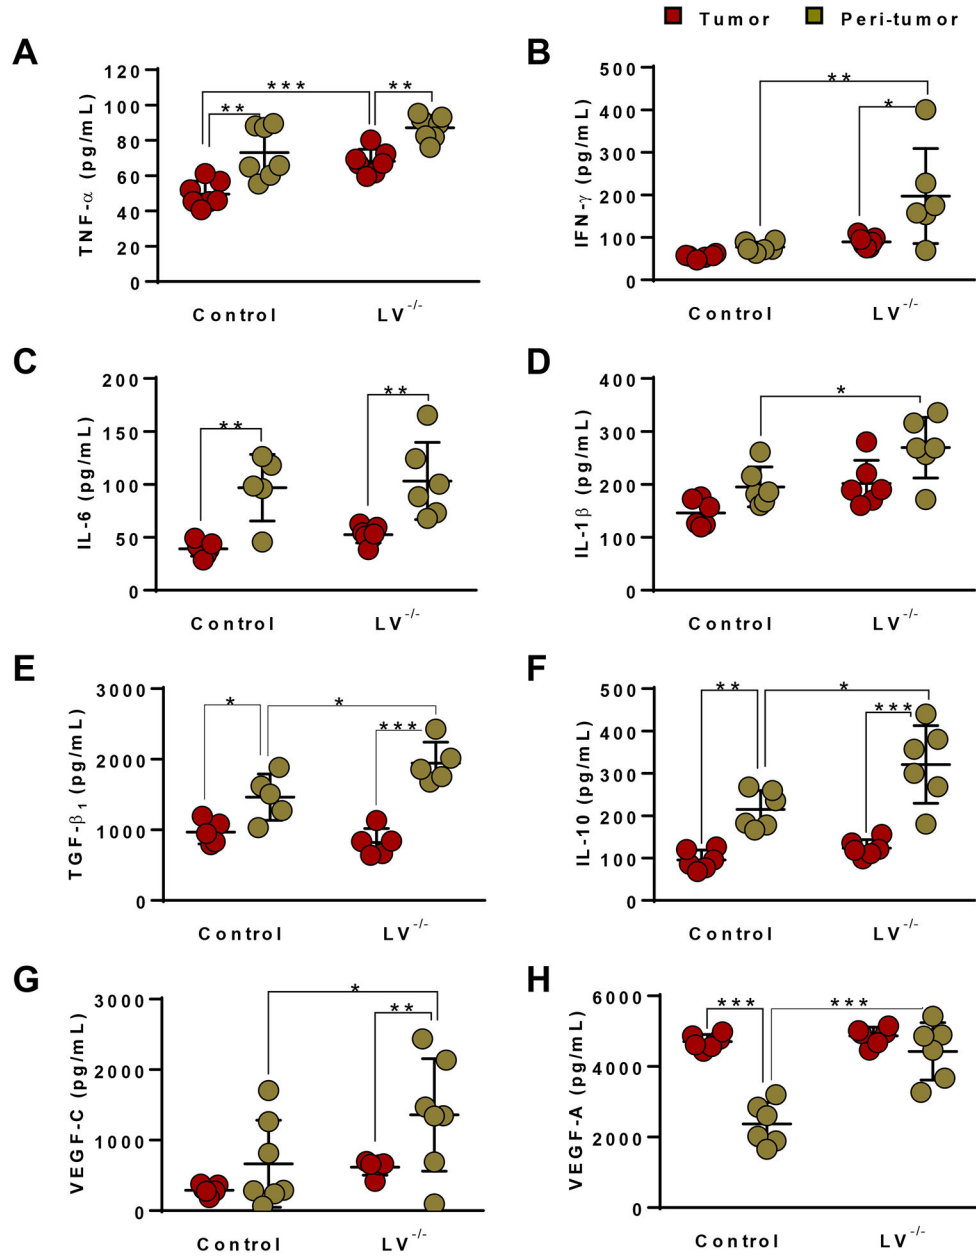 Tumor Peri-tumor
A
TNF-α (pg/mL)
120
100
80
60
40
20
0
***
**
**
Control LV-/-
B
IFN-γ (pg/mL)
500
400
300
200
100
0
**
*
Control LV-/-
C
IL-6 (pg/mL)
200
150
100
50
0
**
**
Control LV-/-
D
IL-1β (pg/mL)
400
300
200
100
0
*
Control LV-/-
E
TGF-β1 (pg/mL)
3000
2000
1000
0
*
*
***
Control LV-/-
F
IL-10 (pg/mL)
500
400
300
200
100
0
**
*
***
Control LV-/-
G
VEGF-C (pg/mL)
3000
2000
1000
0
*
**
Control LV-/-
H
VEGF-A (pg/mL)
6000
4000
2000
0
***
***
Control LV-/-